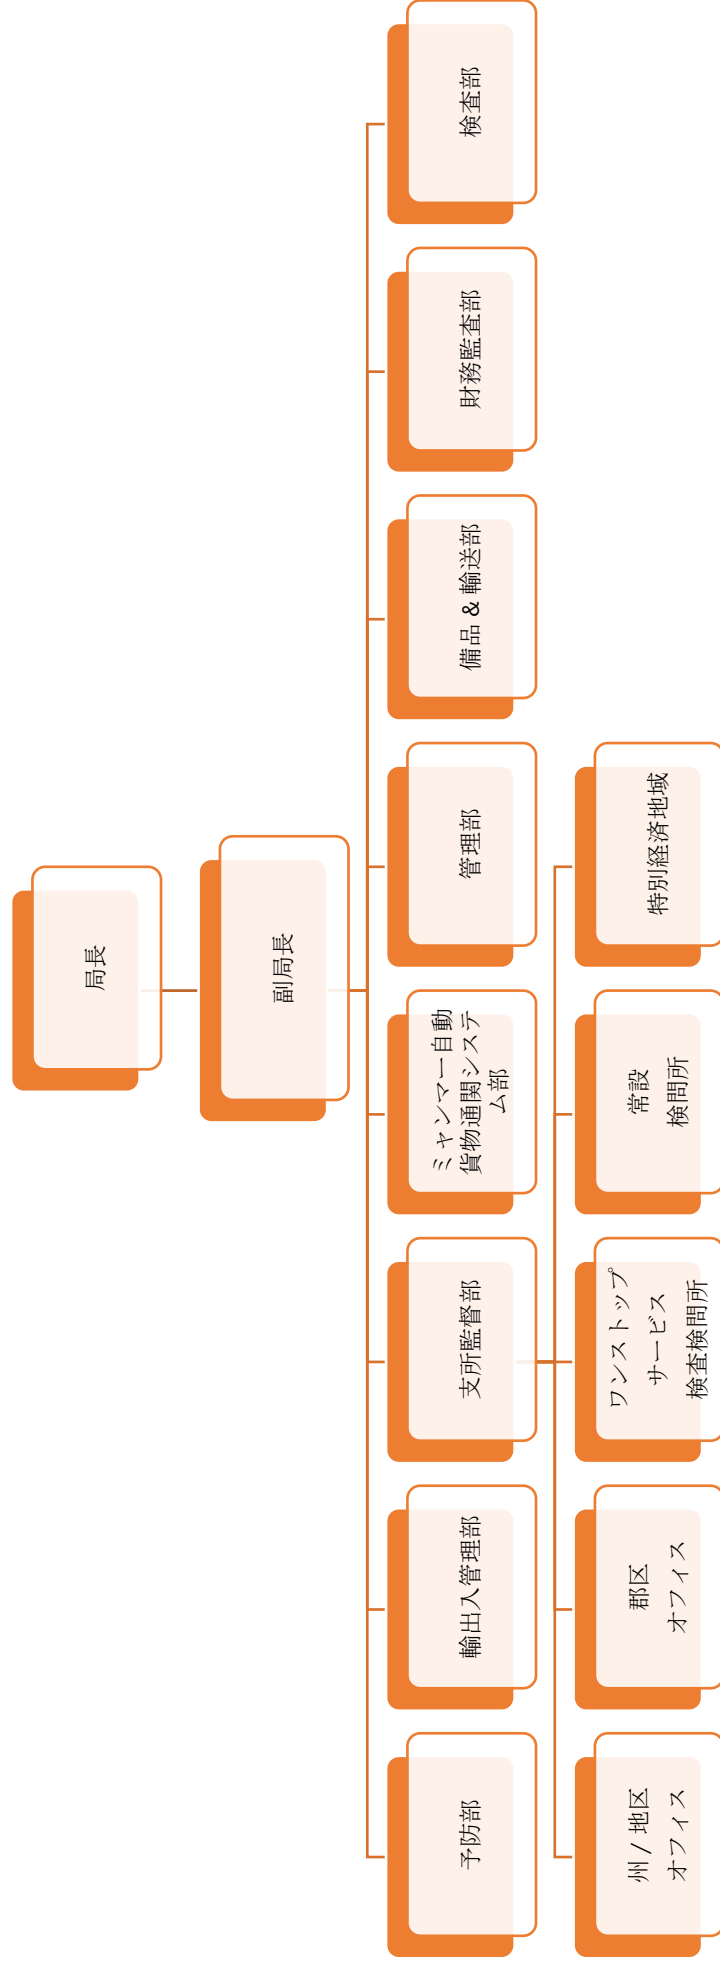 局長
副局長
予防部
輸出入管理部
支所監督部
ミャンマー自動
貨物通関システ
ム部
管理部
備品 & 輸送部
財務監査部
検査部
州 / 地区
オフィス
郡区
オフィス
ワンストップ
サービス
検査検問所
常設
検問所
特別経済地域